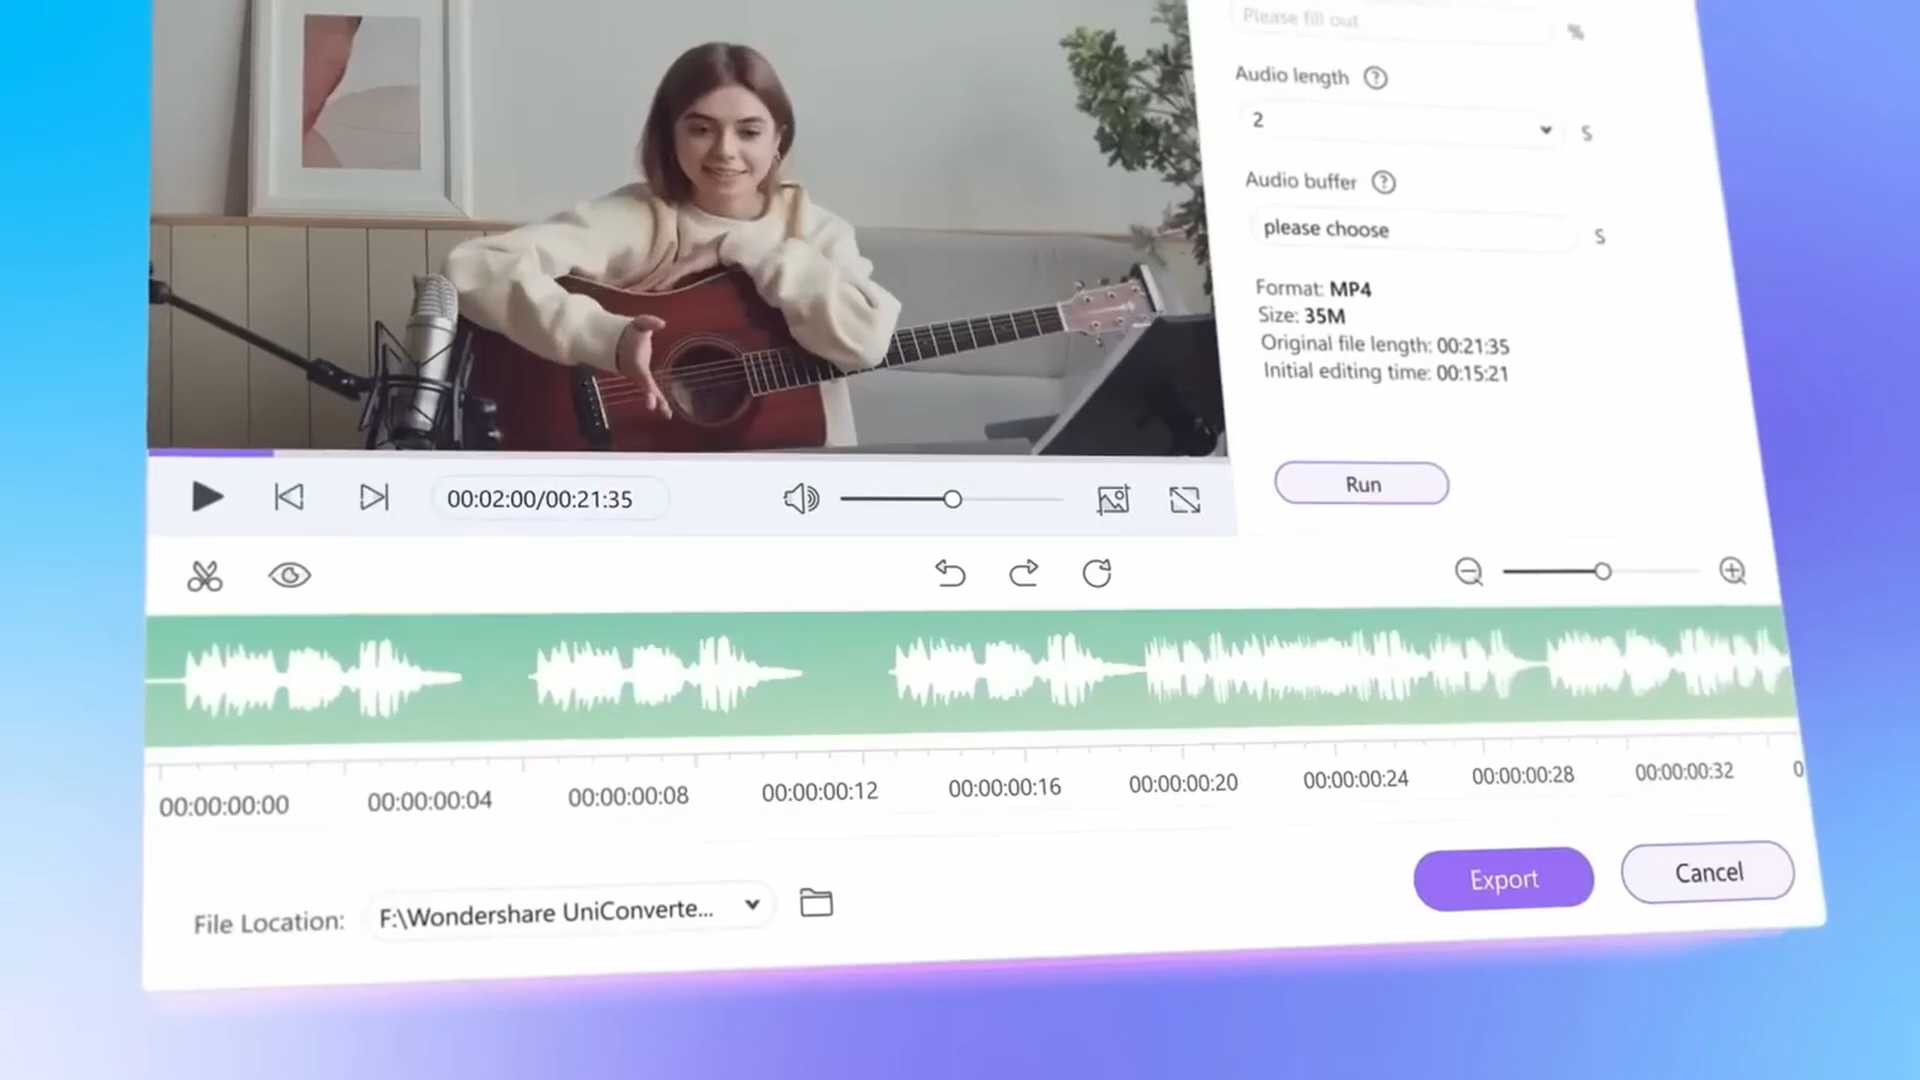 Please fill out
%
Audio length ?
2
S
Audio buffer ?
please choose
S
Format: MP4
Size: 35M
Original file length: 00:21:35
Initial editing time: 00:15:21
Run
00:02:00/00:21:35
00:00:00:00 00:00:00:04 00:00:00:08 00:00:00:12 00:00:00:16 00:00:00:20 00:00:00:24 00:00:00:28 00:00:00:32 0
File Location: F:\Wondershare UniConverte...
Export
Cancel